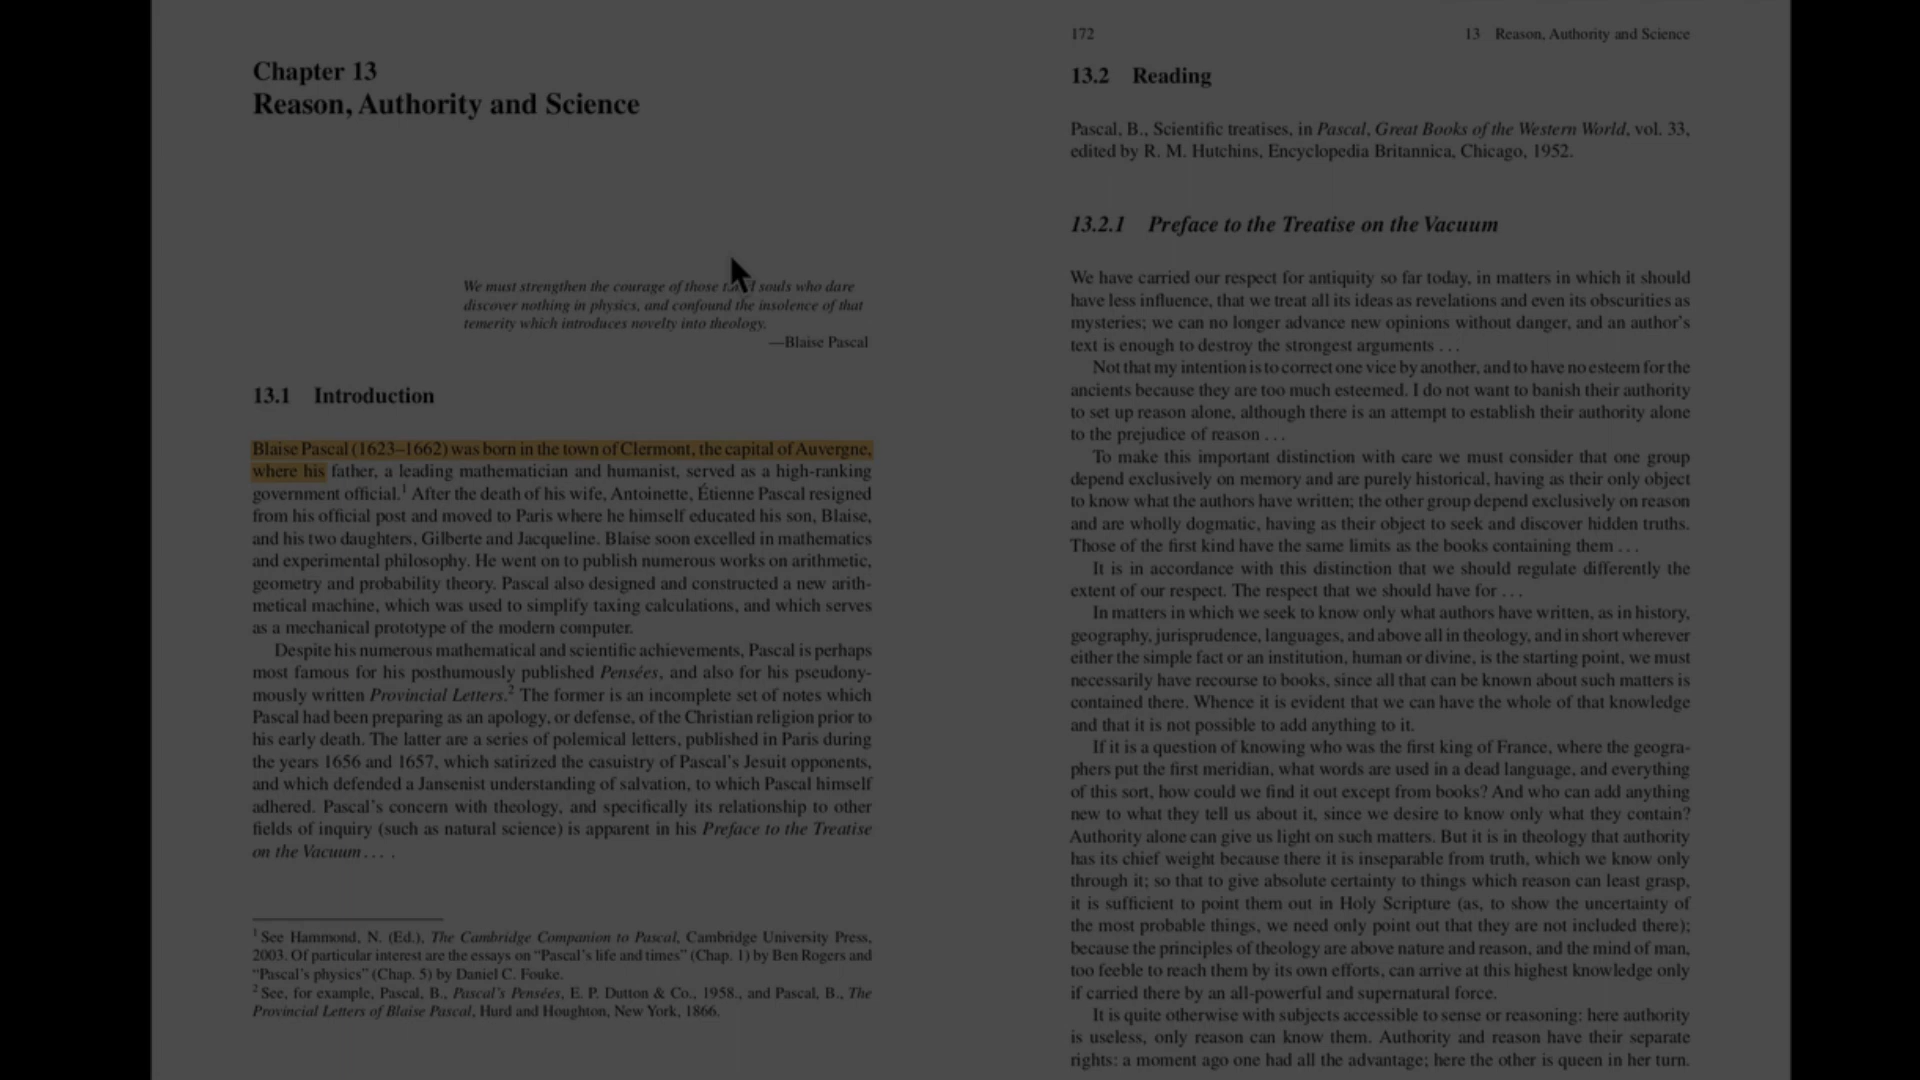 Chapter 13
Reason, Authority and Science
We must strengthen the courage of those souls who dare
discover nothing in physics, and confound the insolence of that
temerity which introduces novelty into theology.
—Blaise Pascal
13.1 Introduction
Blaise Pascal (1623–1662) was born in the town of Clermont, the capital of Auvergne,
where his father, a leading mathematician and humanist, served as a high-ranking
government official.¹ After the death of his wife, Antoinette, Étienne Pascal resigned
from his official post and moved to Paris where he himself educated his son, Blaise,
and his two daughters, Gilberte and Jacqueline. Blaise soon excelled in mathematics
and experimental philosophy. He went on to publish numerous works on arithmetic,
geometry and probability theory. Pascal also designed and constructed a new arith-
metical machine, which was used to simplify taxing calculations, and which serves
as a mechanical prototype of the modern computer.
Despite his numerous mathematical and scientific achievements, Pascal is perhaps
most famous for his posthumously published Pensées, and also for his pseudony-
mously written Provincial Letters.² The former is an incomplete set of notes which
Pascal had been preparing as an apology, or defense, of the Christian religion prior to
his early death. The latter are a series of polemical letters, published in Paris during
the years 1656 and 1657, which satirized the casuistry of Pascal's Jesuit opponents,
and which defended a Jansenist understanding of salvation, to which Pascal himself
adhered. Pascal's concern with theology, and specifically its relationship to other
fields of inquiry (such as natural science) is apparent in his Preface to the Treatise
on the Vacuum. . . .
¹ See Hammond, N. (Ed.), The Cambridge Companion to Pascal, Cambridge University Press,
2003. Of particular interest are the essays on “Pascal's life and times” (Chap. 1) by Ben Rogers and
“Pascal's physics” (Chap. 5) by Daniel C. Fouke.
² See, for example, Pascal, B., Pascal's Pensées, E. P. Dutton & Co., 1958., and Pascal, B., The
Provincial Letters of Blaise Pascal, Hurd and Houghton, New York, 1866.
172 13 Reason, Authority and Science
13.2 Reading
Pascal, B., Scientific treatises, in Pascal, Great Books of the Western World, vol. 33,
edited by R. M. Hutchins, Encyclopedia Britannica, Chicago, 1952.
13.2.1 Preface to the Treatise on the Vacuum
We have carried our respect for antiquity so far today, in matters in which it should
have less influence, that we treat all its ideas as revelations and even its obscurities as
mysteries; we can no longer advance new opinions without danger, and an author's
text is enough to destroy the strongest arguments . . .
Not that my intention is to correct one vice by another, and to have no esteem for the
ancients because they are too much esteemed. I do not want to banish their authority
to set up reason alone, although there is an attempt to establish their authority alone
to the prejudice of reason . . .
To make this important distinction with care we must consider that one group
depend exclusively on memory and are purely historical, having as their only object
to know what the authors have written; the other group depend exclusively on reason
and are wholly dogmatic, having as their object to seek and discover hidden truths.
Those of the first kind have the same limits as the books containing them . . .
It is in accordance with this distinction that we should regulate differently the
extent of our respect. The respect that we should have for . . .
In matters in which we seek to know only what authors have written, as in history,
geography, jurisprudence, languages, and above all in theology, and in short wherever
either the simple fact or an institution, human or divine, is the starting point, we must
necessarily have recourse to books, since all that can be known about such matters is
contained there. Whence it is evident that we can have the whole of that knowledge
and that it is not possible to add anything to it.
If it is a question of knowing who was the first king of France, where the geogra-
phers put the first meridian, what words are used in a dead language, and everything
of this sort, how could we find it out except from books? And who can add anything
new to what they tell us about it, since we desire to know only what they contain?
Authority alone can give us light on such matters. But it is in theology that authority
has its chief weight because there it is inseparable from truth, which we know only
through it; so that to give absolute certainty to things which reason can least grasp,
it is sufficient to point them out in Holy Scripture (as, to show the uncertainty of
the most probable things, we need only point out that they are not included there);
because the principles of theology are above nature and reason, and the mind of man,
too feeble to reach them by its own efforts, can arrive at this highest knowledge only
if carried there by an all-powerful and supernatural force.
It is quite otherwise with subjects accessible to sense or reasoning: here authority
is useless, only reason can know them. Authority and reason have their separate
rights: a moment ago one had all the advantage; here the other is queen in her turn.